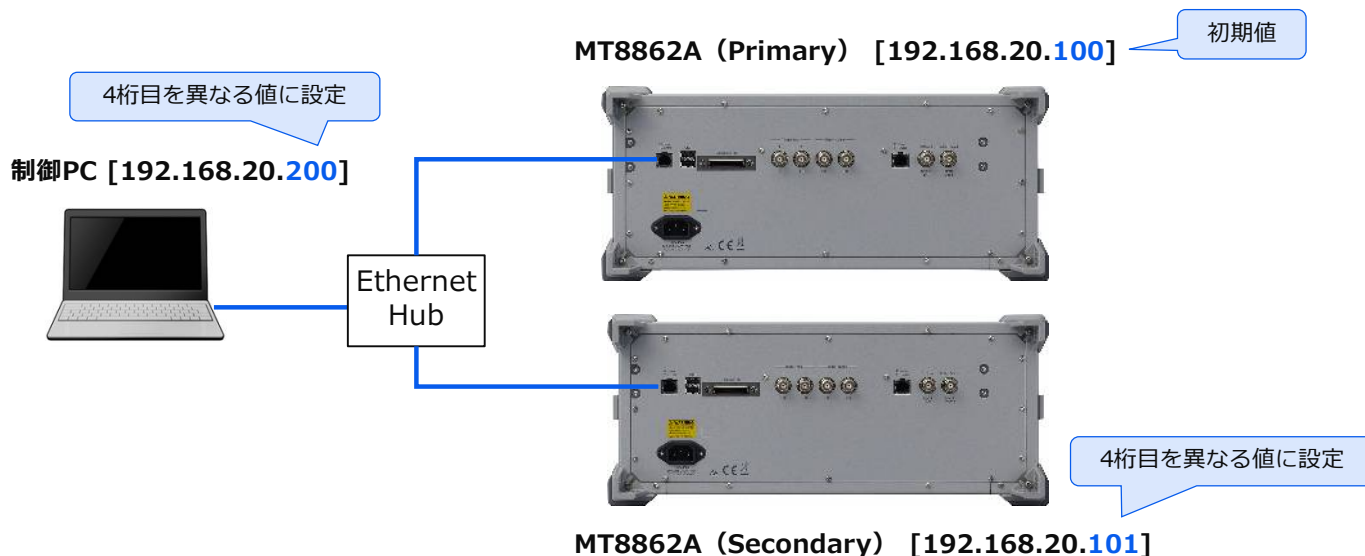 初期値
MT8862A（Primary） [192.168.20.100]
4桁目を異なる値に設定
制御PC [192.168.20.200]
Ethernet
Hub
4桁目を異なる値に設定
MT8862A（Secondary） [192.168.20.101]